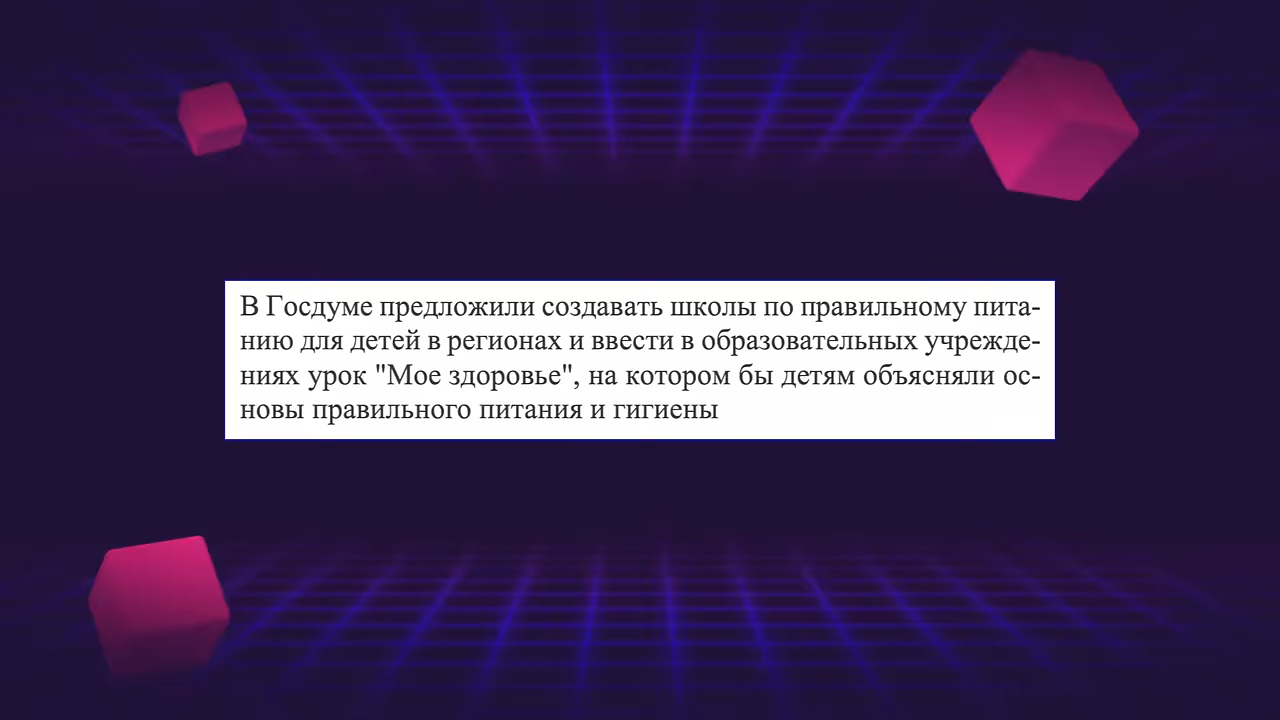 В Госдуме предложили создавать школы по правильному пита-
нию для детей в регионах и ввести в образовательных учрежде-
ниях урок "Мое здоровье", на котором бы детям объясняли ос-
новы правильного питания и гигиены